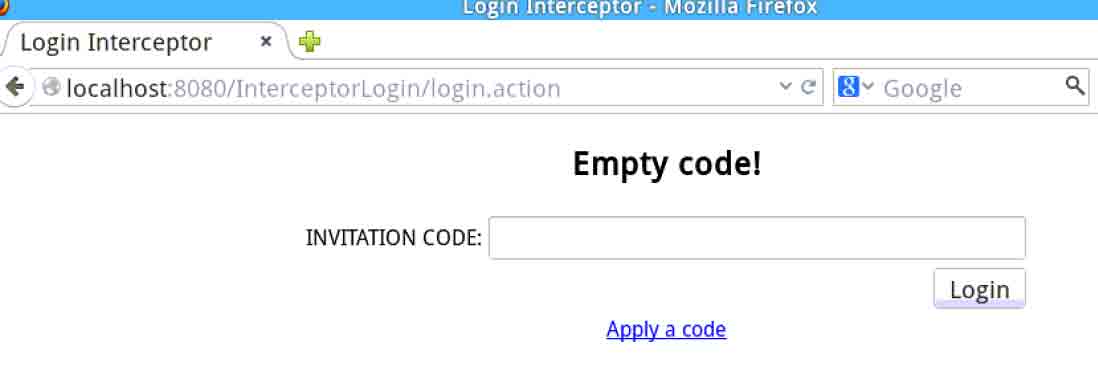 Login Interceptor - Mozilla Firefox
Login Interceptor
localhost:8080/InterceptorLogin/login.action
Google
Empty code!
INVITATION CODE:
Login
Apply a code